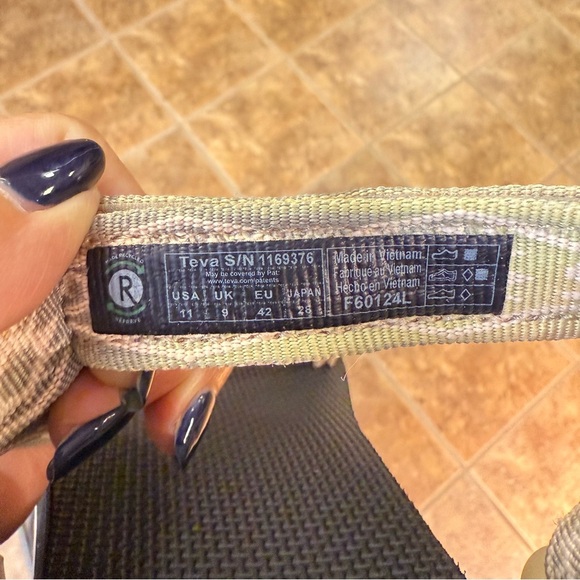 Teva S/N 1169376
May be covered by Pat:
www.teva.com/patents
USA UK EU JAPAN
11 9 42 28
Made in Vietnam
Fabriqué au Vietnam
Hecho en Vietnam
F60124L
R